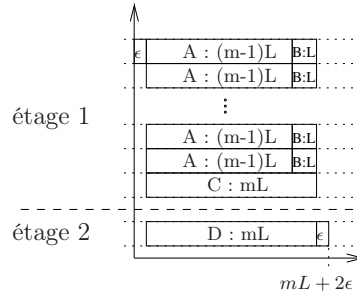 ϵ A : (m-1)L B:L
A : (m-1)L B:L
étage 1
A : (m-1)L B:L
A : (m-1)L B:L
C : mL
étage 2 D : mL ϵ
mL + 2ϵ